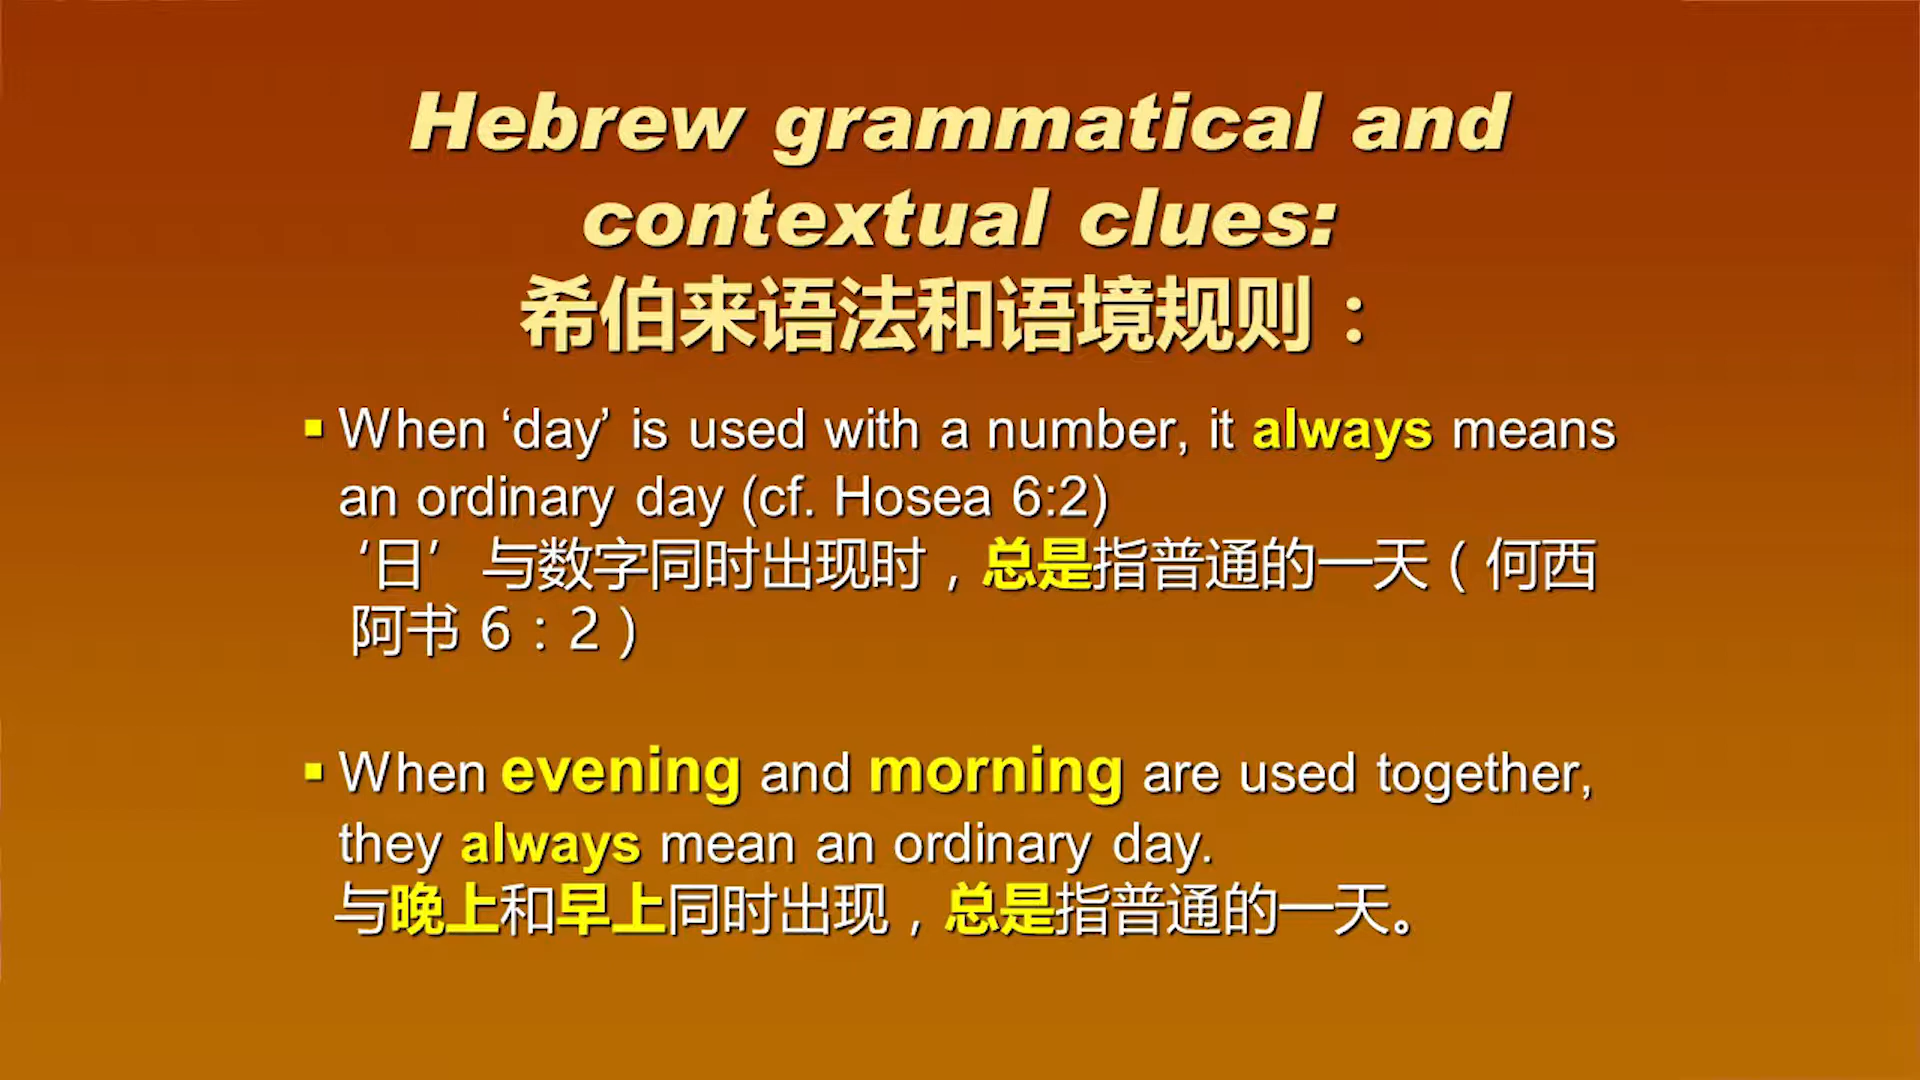 Hebrew grammatical and
contextual clues:
希伯来语法和语境规则：
When ‘day’ is used with a number, it always means
an ordinary day (cf. Hosea 6:2)
‘日’ 与数字同时出现时，总是指普通的一天（何西
阿书 6：2）
When evening and morning are used together,
they always mean an ordinary day.
与晚上和早上同时出现，总是指普通的一天。